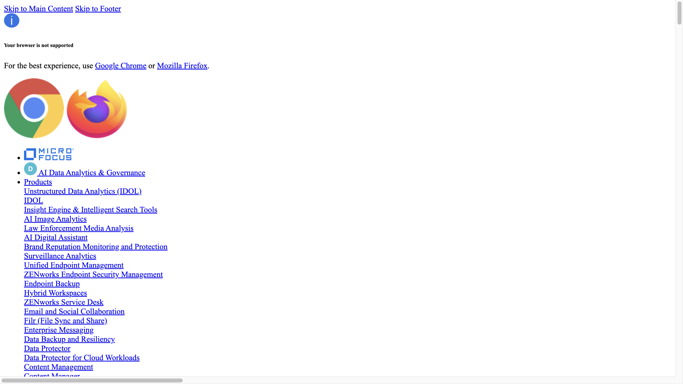 Skip to Main Content Skip to Footer
Your browser is not supported
For the best experience, use Google Chrome or Mozilla Firefox.
MICRO
FOCUS
D AI Data Analytics & Governance
Products
Unstructured Data Analytics (IDOL)
IDOL
Insight Engine & Intelligent Search Tools
AI Image Analytics
Law Enforcement Media Analysis
AI Digital Assistant
Brand Reputation Monitoring and Protection
Surveillance Analytics
Unified Endpoint Management
ZENworks Endpoint Security Management
Endpoint Backup
Hybrid Workspaces
ZENworks Service Desk
Email and Social Collaboration
Filr (File Sync and Share)
Enterprise Messaging
Data Backup and Resiliency
Data Protector
Data Protector for Cloud Workloads
Content Management
Content Manager